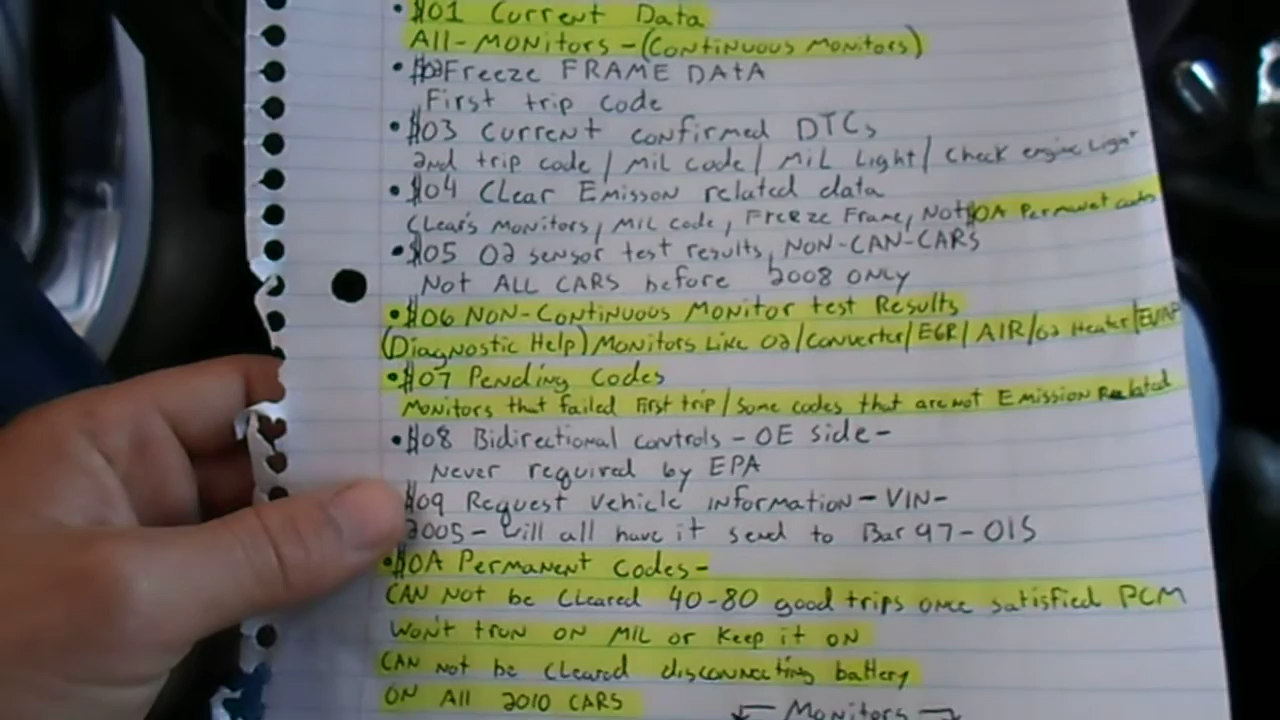 • $01 Current Data
All-Monitors - (Continuous Monitors)
• $02 Freeze FRAME DATA
First trip code
• $03 Current confirmed DTCs
2nd trip code / MiL code / MiL Light / Check engine Light
• $04 Clear Emisson related data
Clear's Monitors, MiL code, Freeze Frame, Not $0A Permanet codes
• $05 O2 sensor test results, NON-CAN-CARS
Not ALL CARS before 2008 ONLY
• $06 NON-Continuous Monitor test Results
(Diagnostic Help) Monitors Like O2/Converter/EGR/AIR/O2 Heater/EVAP
• $07 Pending Codes
Monitors that failed First trip / Some codes that are not Emission Related
• $08 Bidirectional controls - OE side -
Never required by EPA
$09 Request vehicle information - VIN -
2005 - will all have it send to Bar 97 - OIS
• $0A Permanent Codes -
CAN Not be Cleared 40-80 good trips once satisfied PCM
Won't trun ON MIL or Keep it ON
CAN Not be Cleared disconnecting battery
ON All 2010 CARS
Monitors